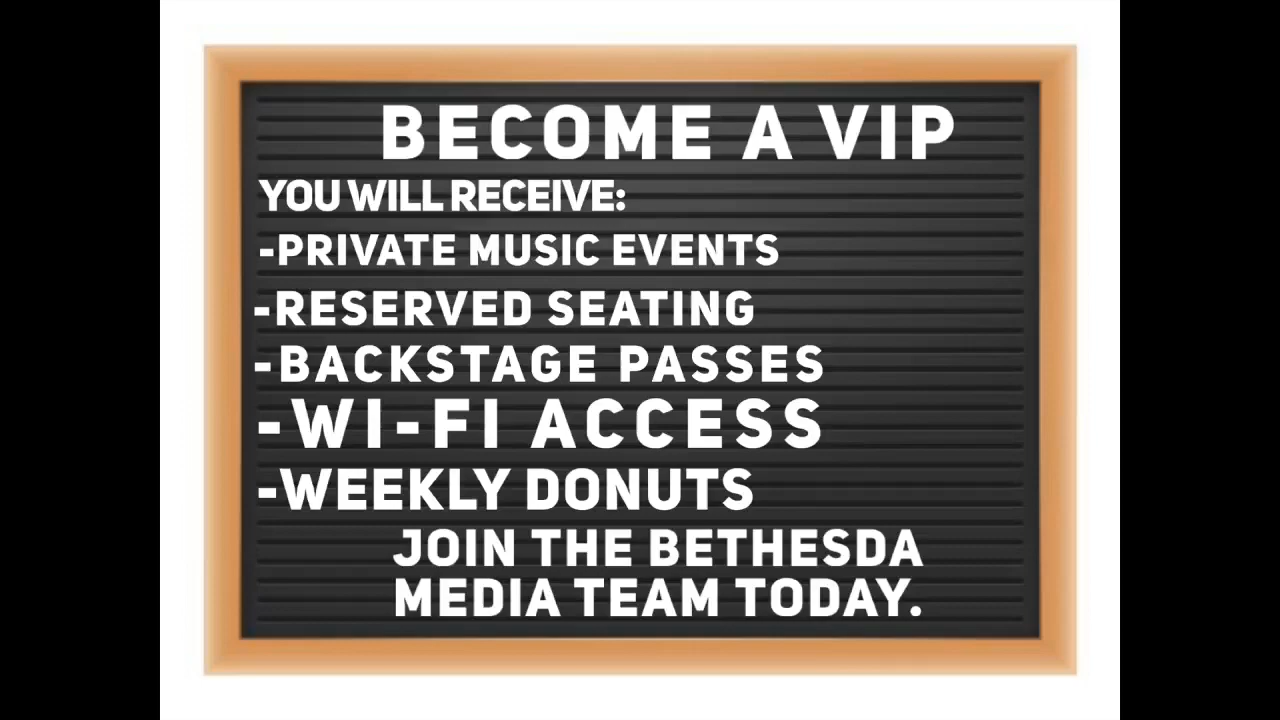 BECOME A VIP
YOU WILL RECEIVE:
-PRIVATE MUSIC EVENTS
-RESERVED SEATING
-BACKSTAGE PASSES
-WI-FI ACCESS
-WEEKLY DONUTS
JOIN THE BETHESDA
MEDIA TEAM TODAY.